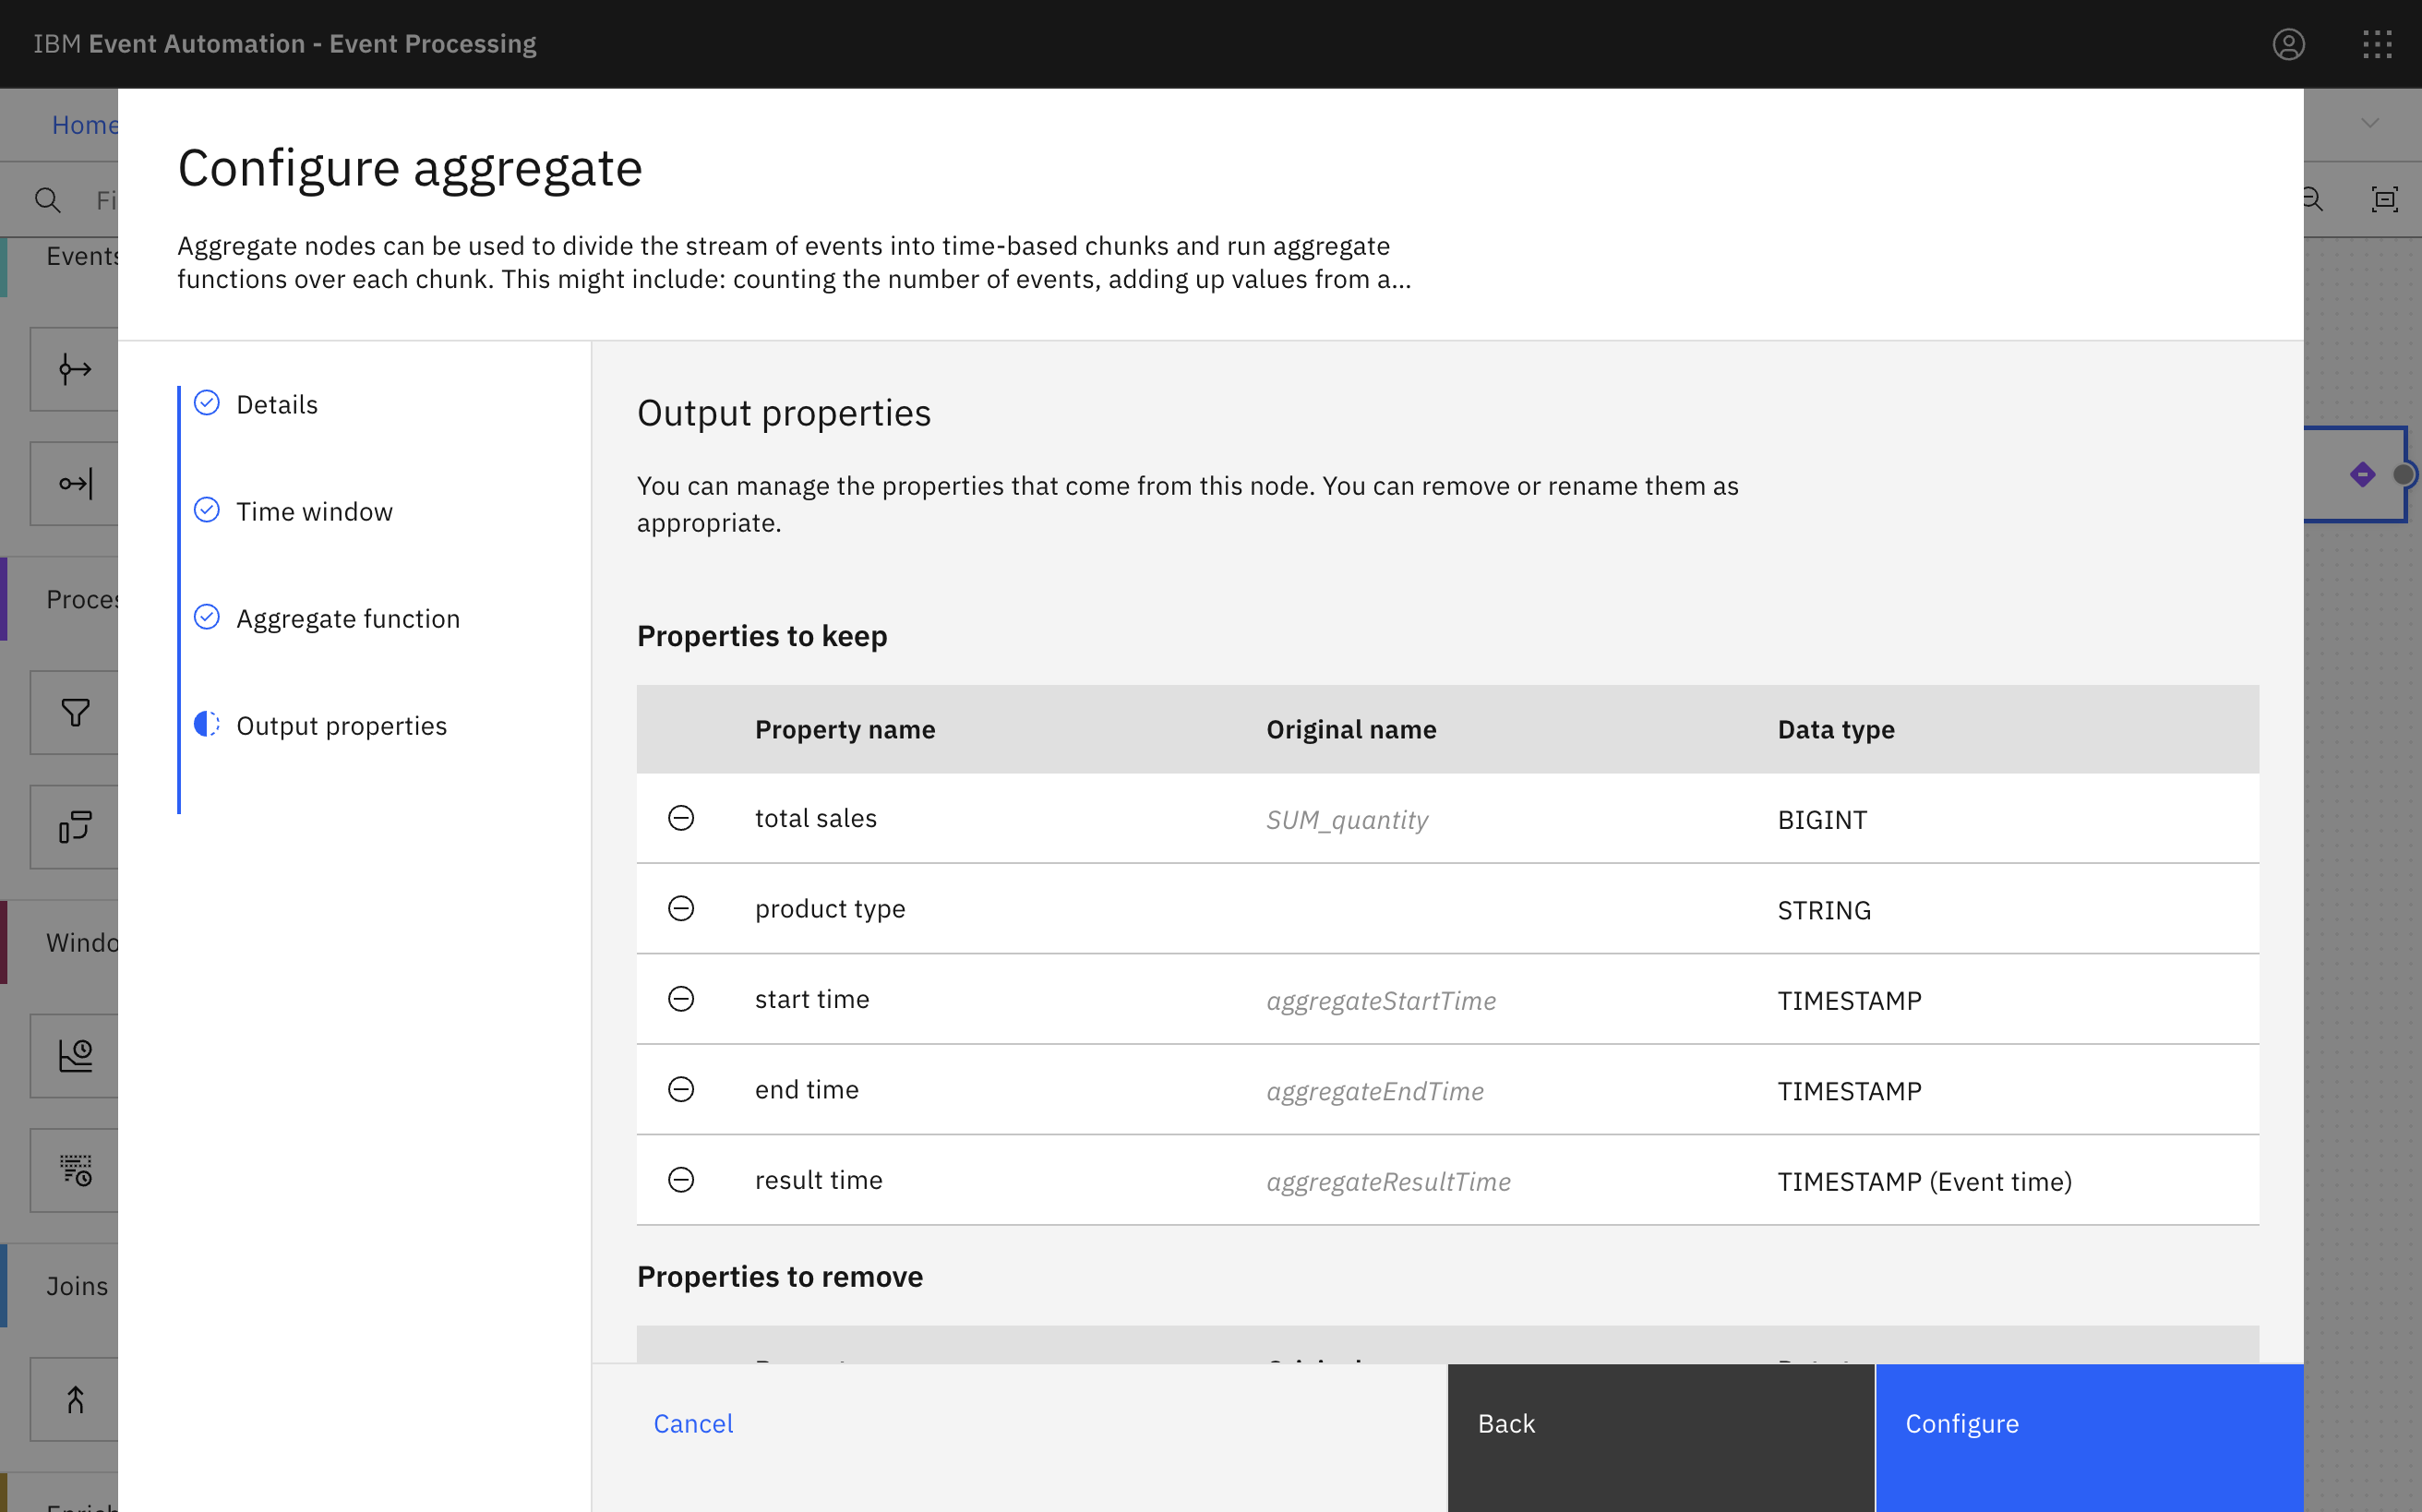 IBM Event Automation - Event Processing
Home
Configure aggregate
Aggregate nodes can be used to divide the stream of events into time-based chunks and run aggregate
functions over each chunk. This might include: counting the number of events, adding up values from a...
Fi
Events
Joins
Details
Time window
Aggregate function
Output properties
Output properties
You can manage the properties that come from this node. You can remove or rename them as
appropriate.
Properties to keep
Property name Original name Data type
total sales SUM_quantity BIGINT
product type STRING
start time aggregateStartTime TIMESTAMP
end time aggregateEndTime TIMESTAMP
result time aggregateResultTime TIMESTAMP (Event time)
Properties to remove
Cancel
Back
Configure